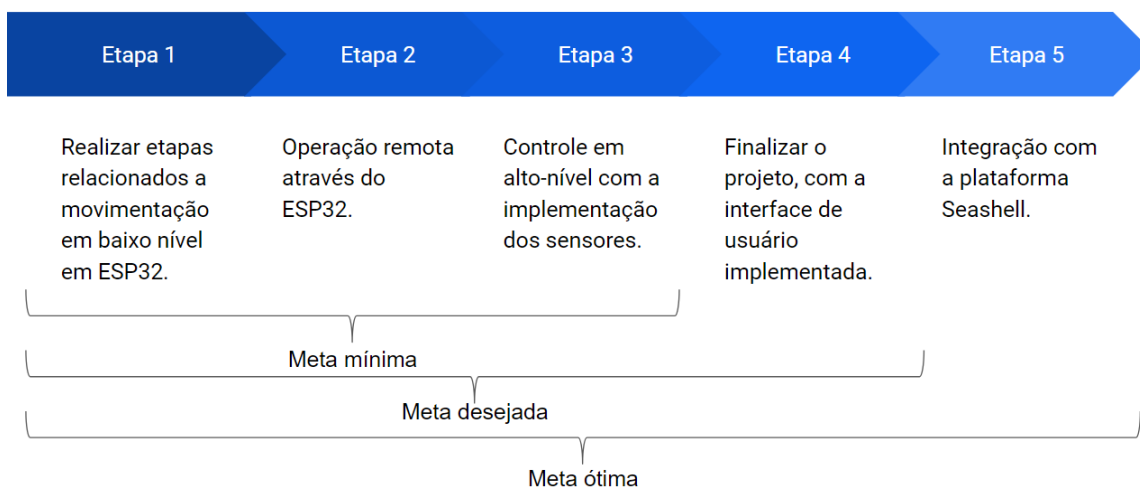 Etapa 1
Etapa 2
Etapa 3
Etapa 4
Etapa 5
Realizar etapas
relacionados a
movimentação
em baixo nível
em ESP32.
Operação remota
através do
ESP32.
Controle em
alto-nível com a
implementação
dos sensores.
Finalizar o
projeto, com a
interface de
usuário
implementada.
Integração com
a plataforma
Seashell.
Meta mínima
Meta desejada
Meta ótima